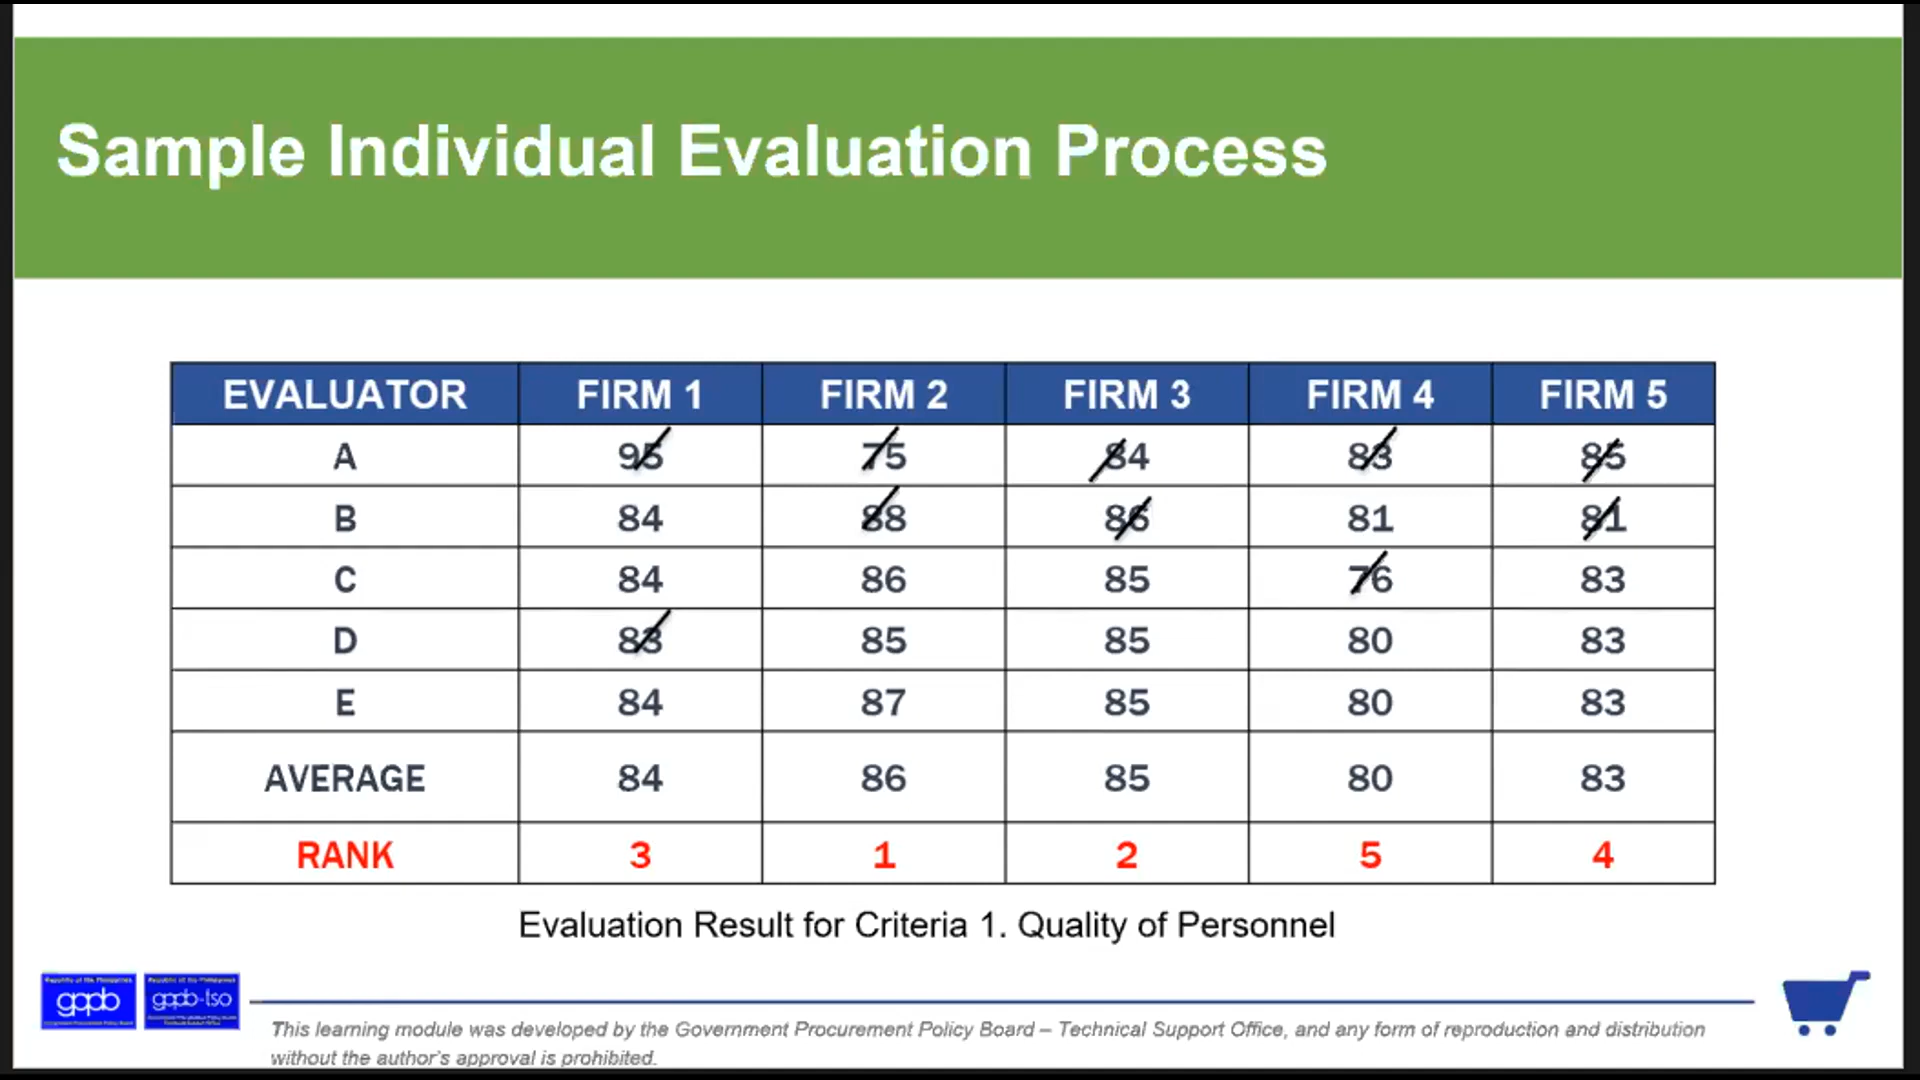 Sample Individual Evaluation Process
EVALUATOR FIRM 1 FIRM 2 FIRM 3 FIRM 4 FIRM 5
A 95 75 84 83 85
B 84 88 86 81 81
C 84 86 85 76 83
D 83 85 85 80 83
E 84 87 85 80 83
AVERAGE 84 86 85 80 83
RANK 3 1 2 5 4
Evaluation Result for Criteria 1. Quality of Personnel
gppb gppb-tso
This learning module was developed by the Government Procurement Policy Board – Technical Support Office, and any form of reproduction and distribution
without the author's approval is prohibited.